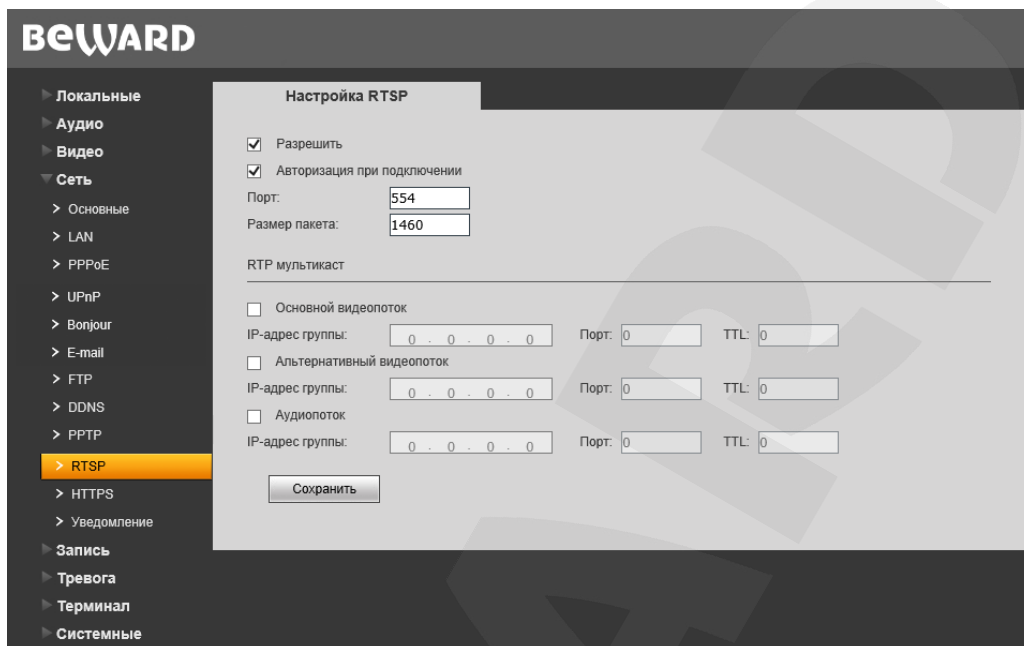 BEWARD
Локальные
Аудио
Видео
Сеть
Основные
LAN
PPPoE
UPnP
Bonjour
E-mail
FTP
DDNS
PPTP
RTSP
HTTPS
Уведомление
Запись
Тревога
Терминал
Системные
Настройка RTSP
Разрешить
Авторизация при подключении
Порт: 554
Размер пакета: 1460
RTP мультикаст
Основной видеопоток
IP-адрес группы: 0 . 0 . 0 . 0 Порт: 0 TTL: 0
Альтернативный видеопоток
IP-адрес группы: 0 . 0 . 0 . 0 Порт: 0 TTL: 0
Аудиопоток
IP-адрес группы: 0 . 0 . 0 . 0 Порт: 0 TTL: 0
Сохранить